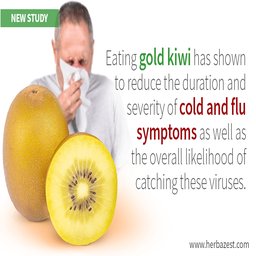 NEW STUDY
Eating gold kiwi has shown
to reduce the duration and
severity of cold and flu
symptoms as well as
the overall likelihood of
catching these viruses.
www.herbazest.com